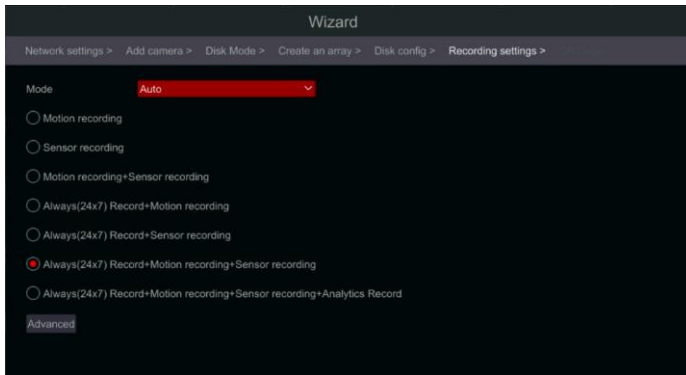 Wizard
Network settings > Add camera > Disk Mode > Create an array > Disk config > Recording settings >
Mode Auto
Motion recording
Sensor recording
Motion recording+Sensor recording
Always(24x7) Record+Motion recording
Always(24x7) Record+Sensor recording
Always(24x7) Record+Motion recording+Sensor recording
Always(24x7) Record+Motion recording+Sensor recording+Analytics Record
Advanced